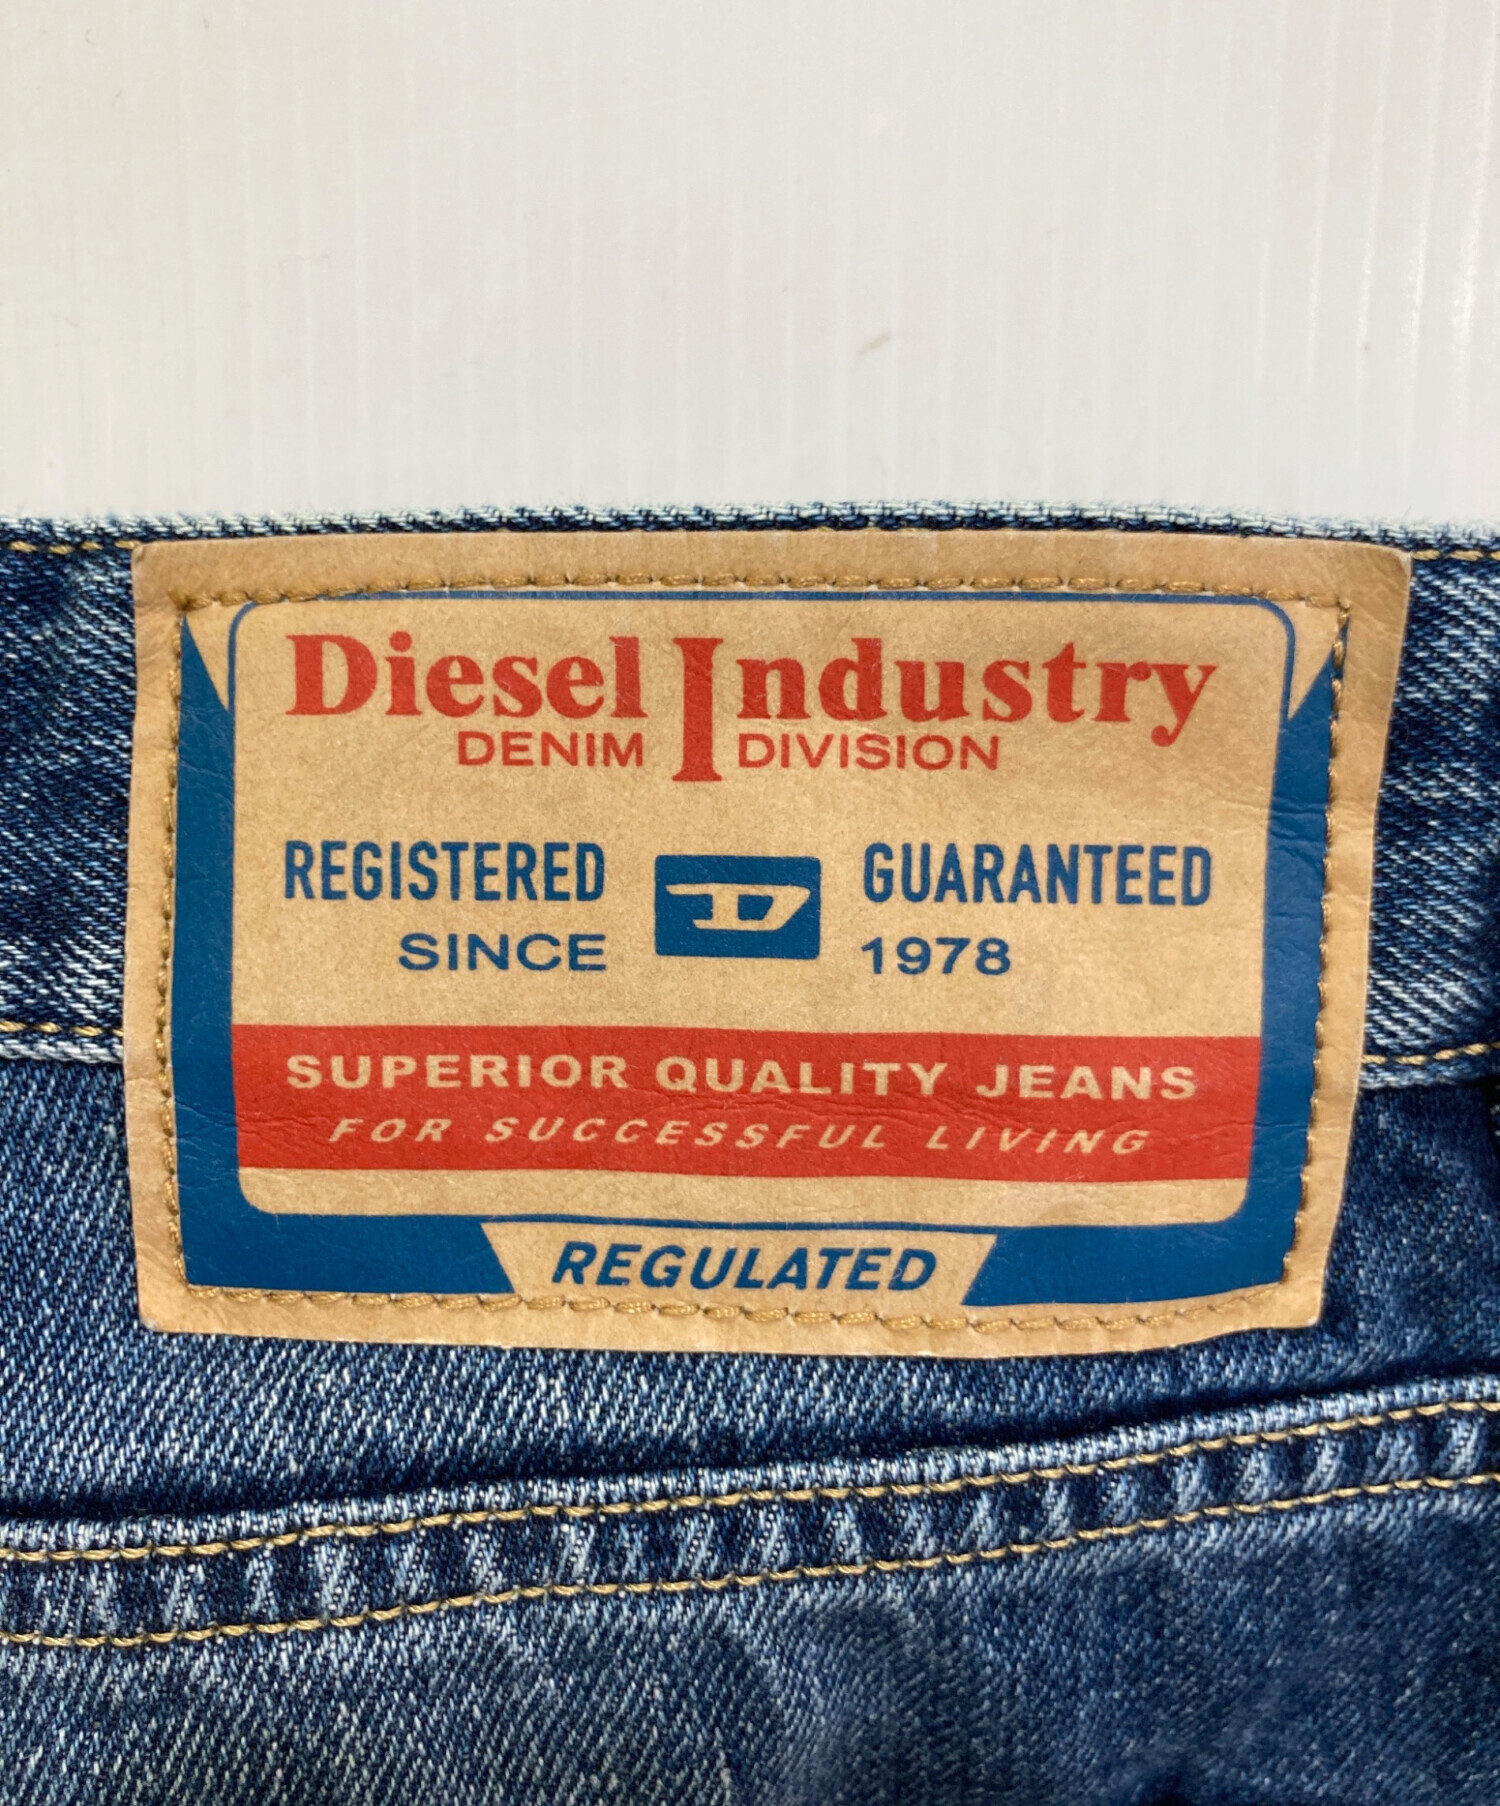 Diesel Industry
DENIM DIVISION
REGISTERED D GUARANTEED
SINCE 1978
SUPERIOR QUALITY JEANS
FOR SUCCESSFUL LIVING
REGULATED